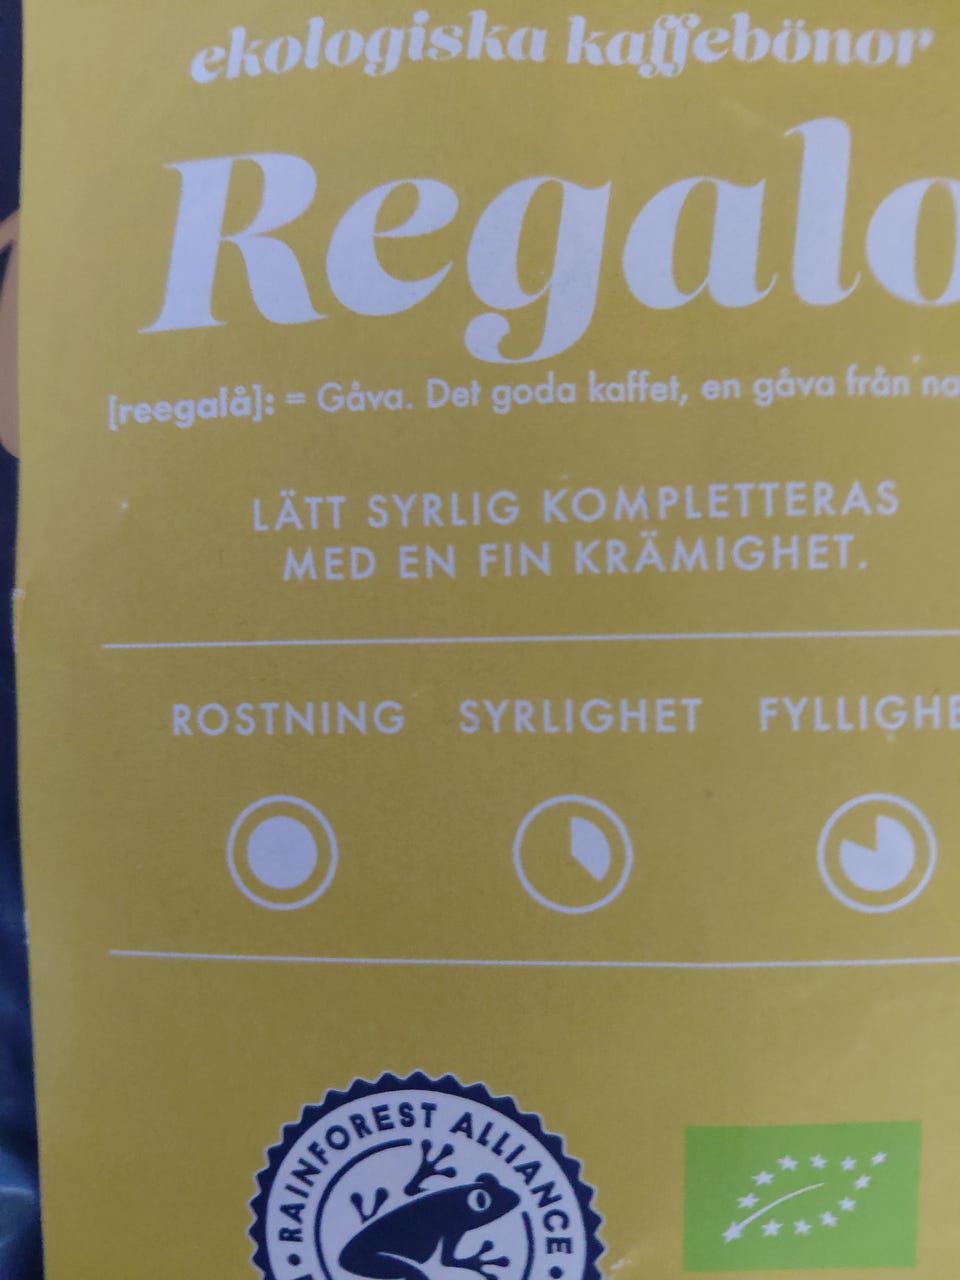 ekologiska kaffebönor
Regalo
[reegalå]: = Gåva. Det goda kaffet, en gåva från
LÄTT SYRLIG KOMPLETTERAS
MED EN FIN KRÄMIGHET.
ROSTNING SYRLIGHET FYLLIGHE
RAINFOREST ALLIANCE